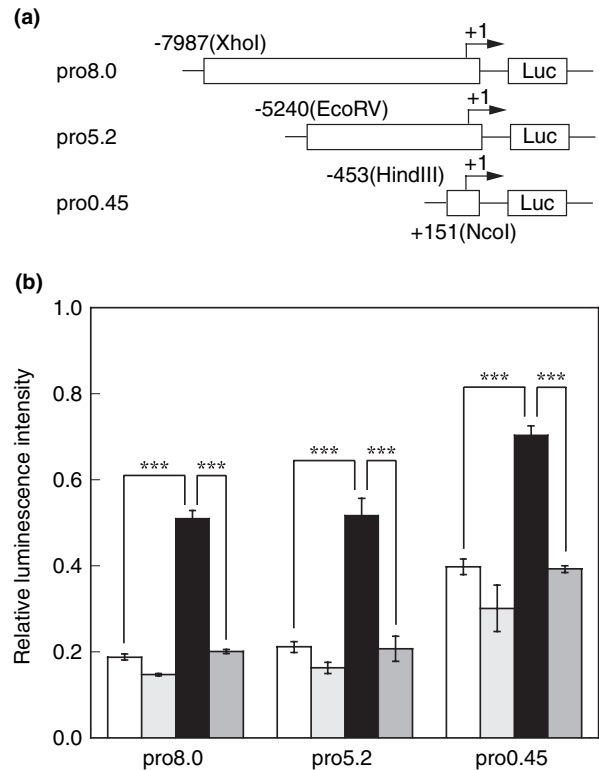 (a)
-7987(XhoI)
+1
pro8.0
Luc
-5240(EcoRV)
+1
pro5.2
Luc
-453(HindIII)
+1
pro0.45
Luc
+151(NcoI)
(b)
Relative luminescence intensity
1.0
0.8
0.6
0.4
0.2
0.0
*** ***
*** ***
*** ***
pro8.0 pro5.2 pro0.45